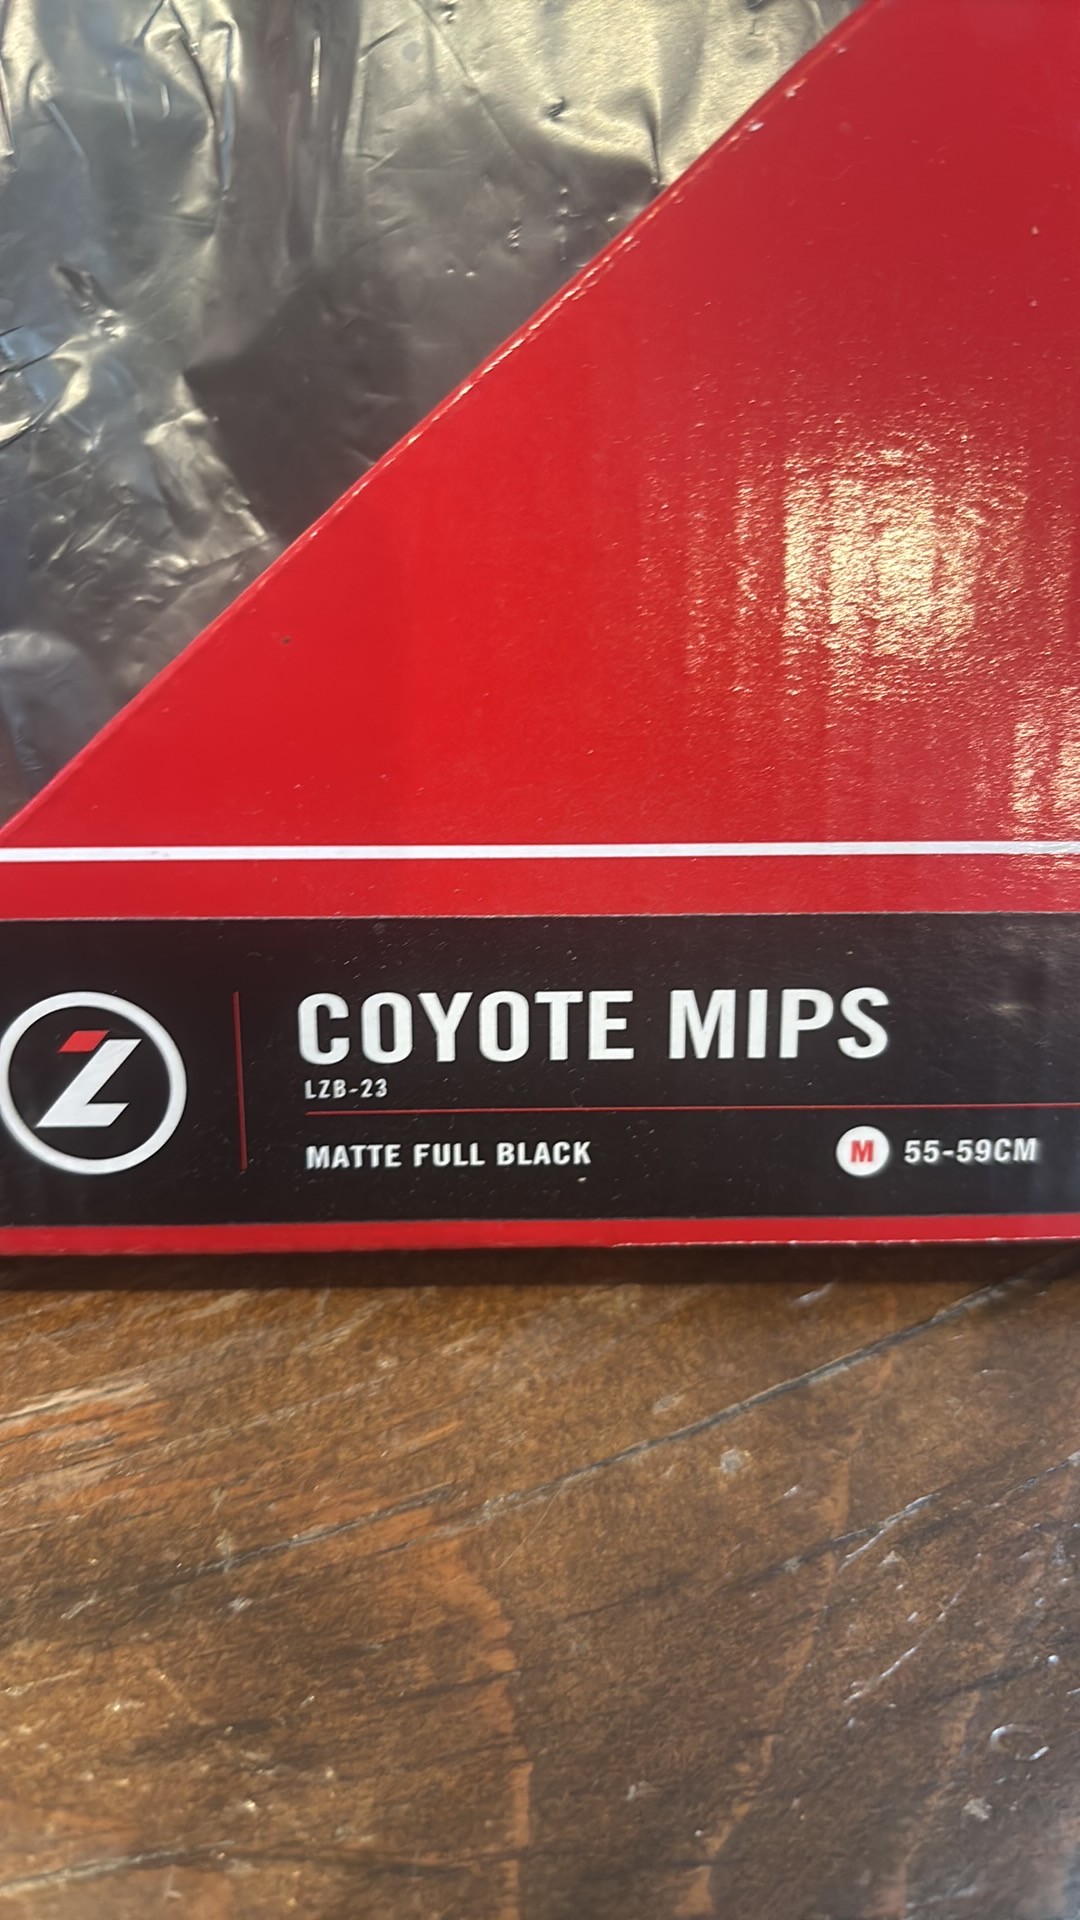 COYOTE MIPS
LZB-23
MATTE FULL BLACK
M 55-59CM